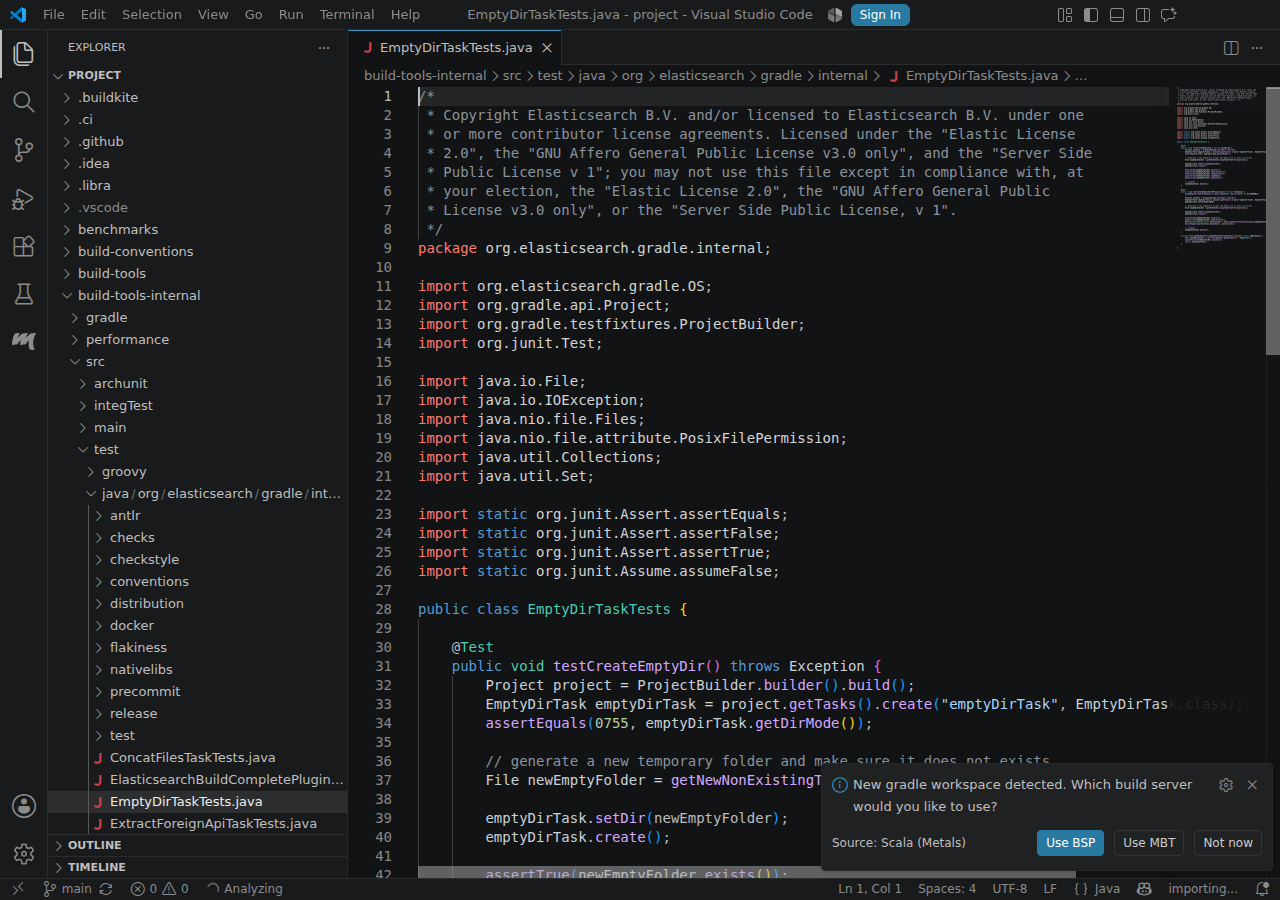 File Edit Selection View Go Run Terminal Help EmptyDirTaskTests.java - project - Visual Studio Code Sign In
EXPLORER
PROJECT
.buildkite
.ci
.github
.idea
.libra
.vscode
benchmarks
build-conventions
build-tools
build-tools-internal
gradle
performance
src
archunit
integTest
main
test
groovy
java/org/elasticsearch/gradle/int...
antlr
checks
checkstyle
conventions
distribution
docker
flakiness
nativelibs
precommit
release
test
ConcatFilesTaskTests.java
ElasticsearchBuildCompletePlugin...
EmptyDirTaskTests.java
ExtractForeignApiTaskTests.java
OUTLINE
TIMELINE
EmptyDirTaskTests.java
build-tools-internal > src > test > java > org > elasticsearch > gradle > internal > EmptyDirTaskTests.java > ...
1 /*
2  * Copyright Elasticsearch B.V. and/or licensed to Elasticsearch B.V. under one
3  * or more contributor license agreements. Licensed under the "Elastic License
4  * 2.0", the "GNU Affero General Public License v3.0 only", and the "Server Side
5  * Public License v 1"; you may not use this file except in compliance with, at
6  * your election, the "Elastic License 2.0", the "GNU Affero General Public
7  * License v3.0 only", or the "Server Side Public License, v 1".
8  */
9 package org.elasticsearch.gradle.internal;
10
11 import org.elasticsearch.gradle.OS;
12 import org.gradle.api.Project;
13 import org.gradle.testfixtures.ProjectBuilder;
14 import org.junit.Test;
15
16 import java.io.File;
17 import java.io.IOException;
18 import java.nio.file.Files;
19 import java.nio.file.attribute.PosixFilePermission;
20 import java.util.Collections;
21 import java.util.Set;
22
23 import static org.junit.Assert.assertEquals;
24 import static org.junit.Assert.assertFalse;
25 import static org.junit.Assert.assertTrue;
26 import static org.junit.Assume.assumeFalse;
27
28 public class EmptyDirTaskTests {
29
30     @Test
31     public void testCreateEmptyDir() throws Exception {
32         Project project = ProjectBuilder.builder().build();
33         EmptyDirTask emptyDirTask = project.getTasks().create("emptyDirTask", EmptyDirTask.class);
34         assertEquals(0755, emptyDirTask.getDirMode());
35
36         // generate a new temporary folder and make sure it does not exists
37         File newEmptyFolder = getNewNonExistingT
38
39         emptyDirTask.setDir(newEmptyFolder);
40         emptyDirTask.create();
41
42         assertTrue(newEmptyFolder.exists());
New gradle workspace detected. Which build server
would you like to use?
Source: Scala (Metals) Use BSP Use MBT Not now
main 0 0 Analyzing Ln 1, Col 1 Spaces: 4 UTF-8 LF { } Java importing...